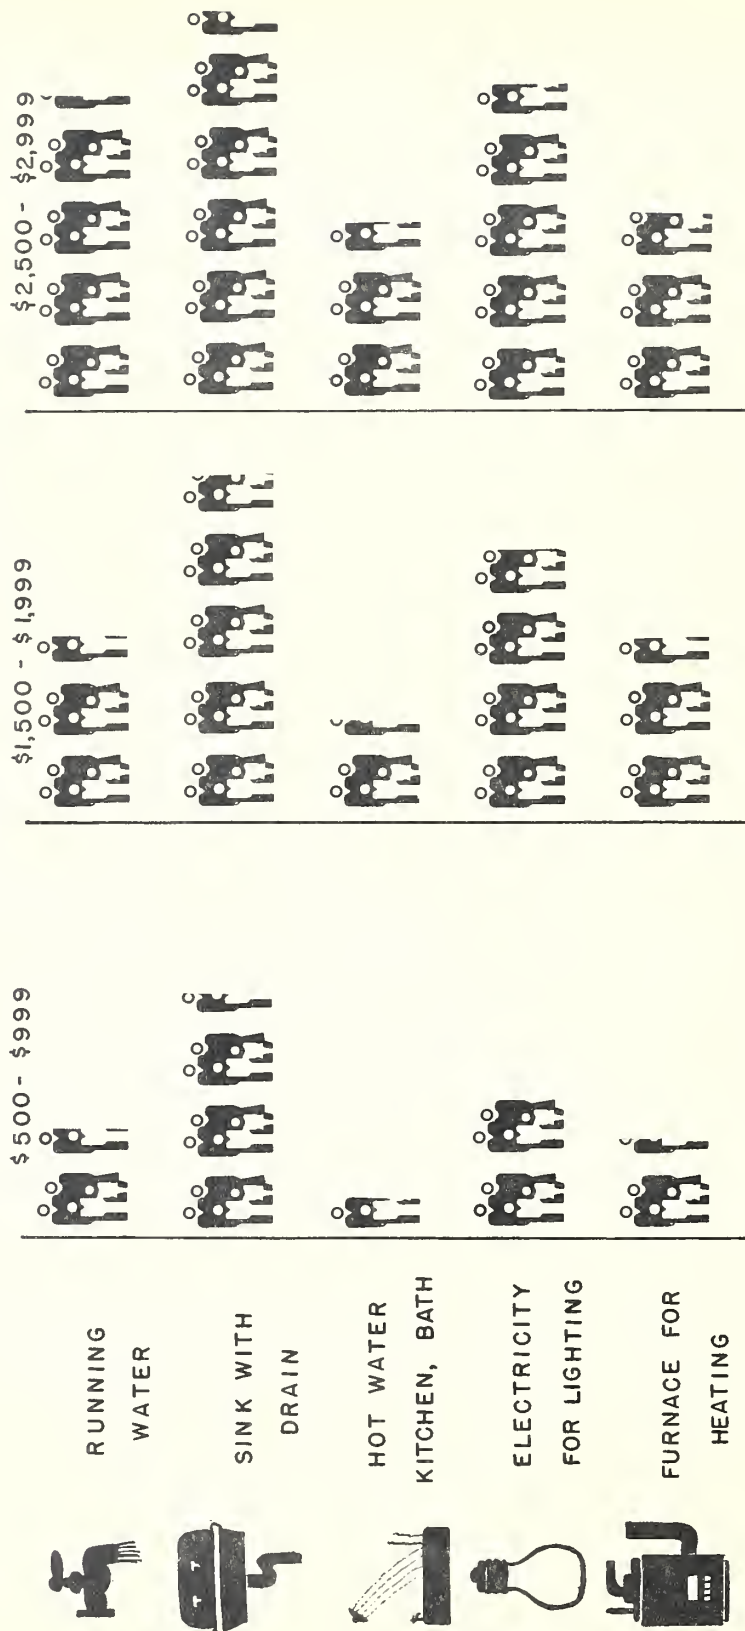 $500 - $999
$1,500 - $1,999
$2,500 - $2,999
RUNNING
WATER
SINK WITH
DRAIN
HOT WATER
KITCHEN, BATH
ELECTRICITY
FOR LIGHTING
FURNACE FOR
HEATING